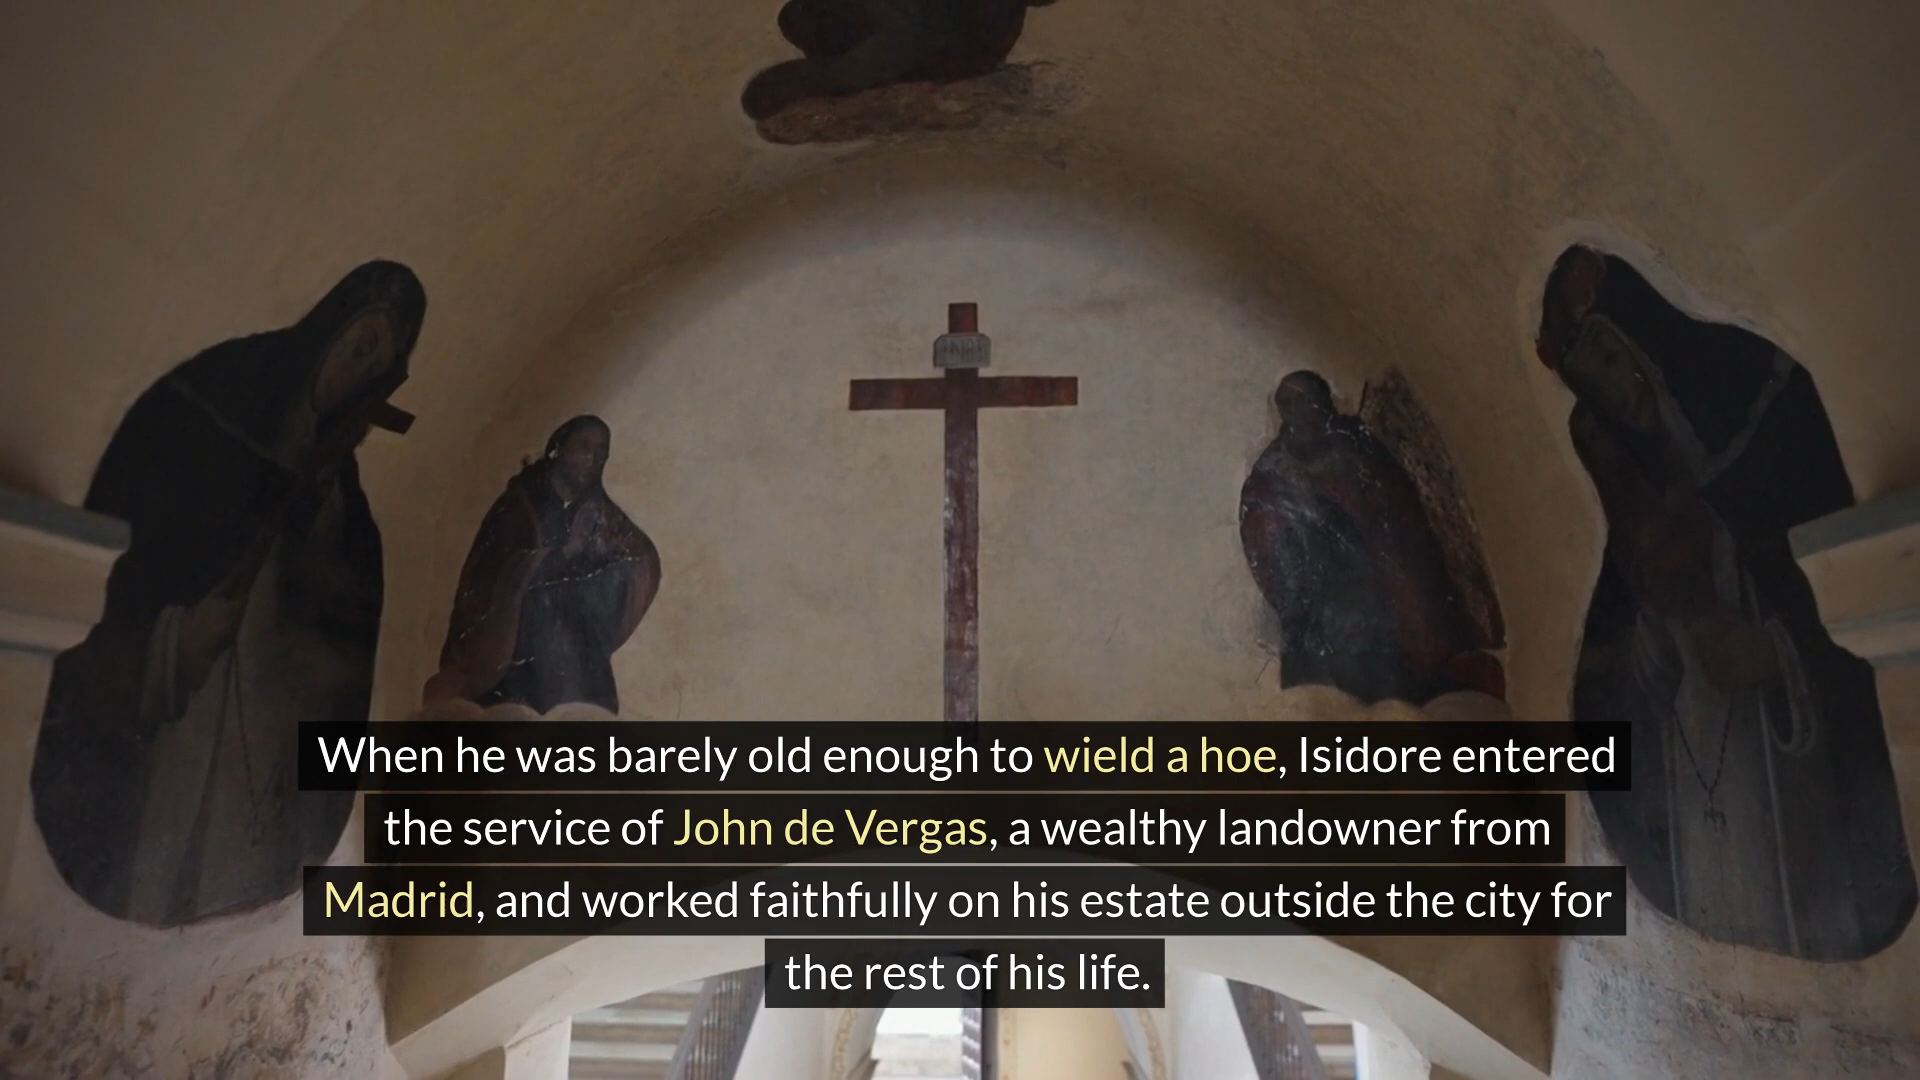 INRI
When he was barely old enough to wield a hoe, Isidore entered
the service of John de Vergas, a wealthy landowner from
Madrid, and worked faithfully on his estate outside the city for
the rest of his life.